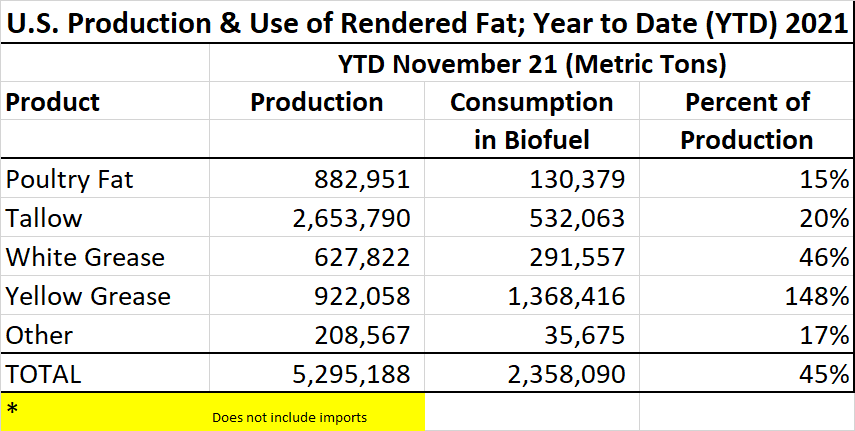 U.S. Production & Use of Rendered Fat; Year to Date (YTD) 2021
YTD November 21 (Metric Tons)
Product Production Consumption Percent of
in Biofuel Production
Poultry Fat 882,951 130,379 15%
Tallow 2,653,790 532,063 20%
White Grease 627,822 291,557 46%
Yellow Grease 922,058 1,368,416 148%
Other 208,567 35,675 17%
TOTAL 5,295,188 2,358,090 45%
* Does not include imports